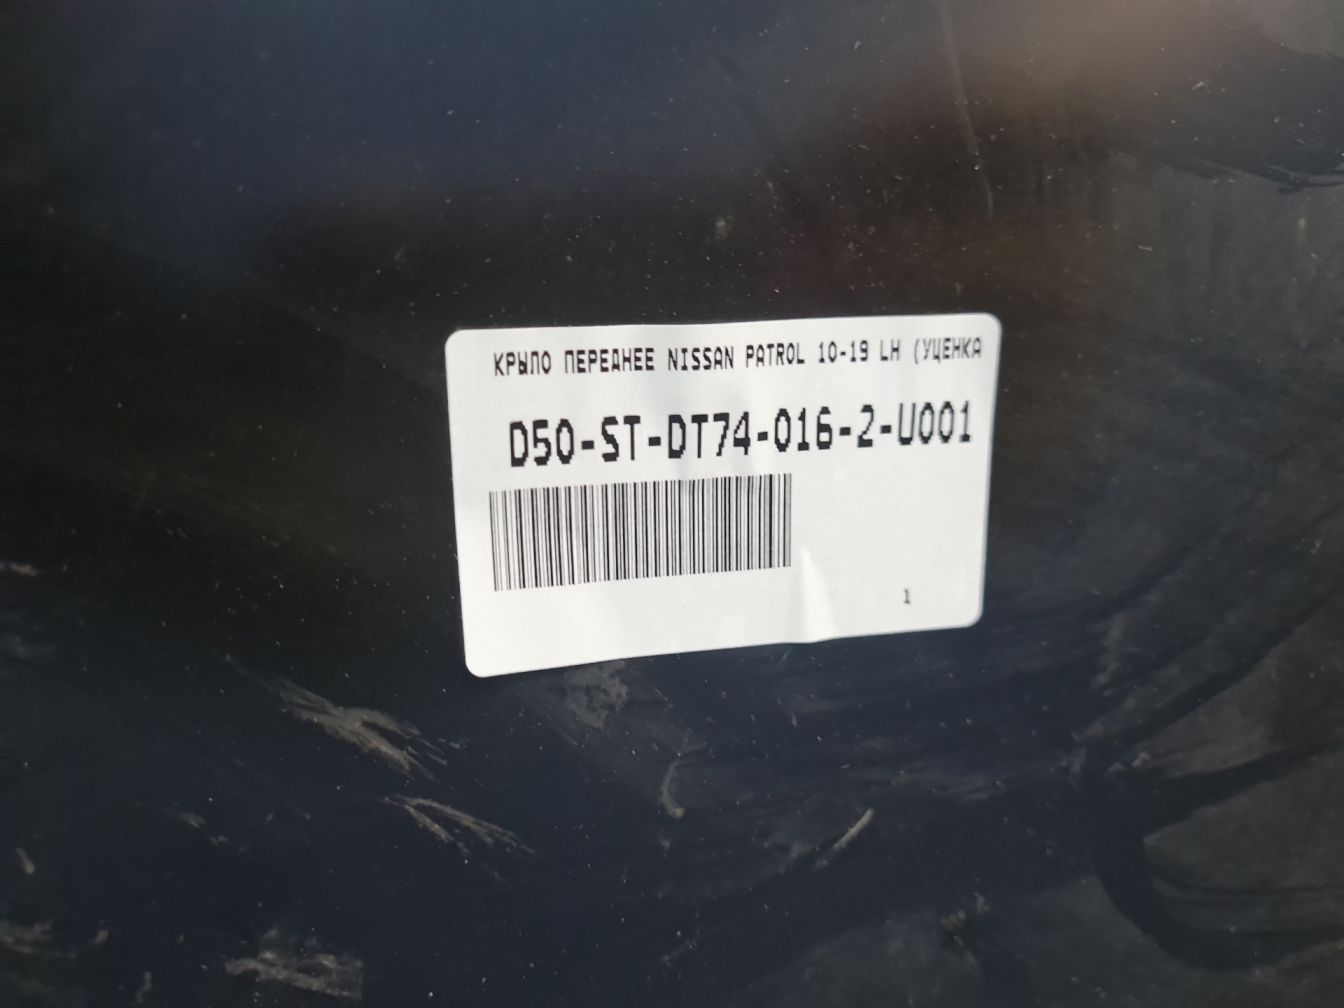 КРЫЛО ПЕРЕДНЕЕ NISSAN PATROL 10-19 LH (УЦЕНКА
D50-ST-DT74-016-2-U001
1